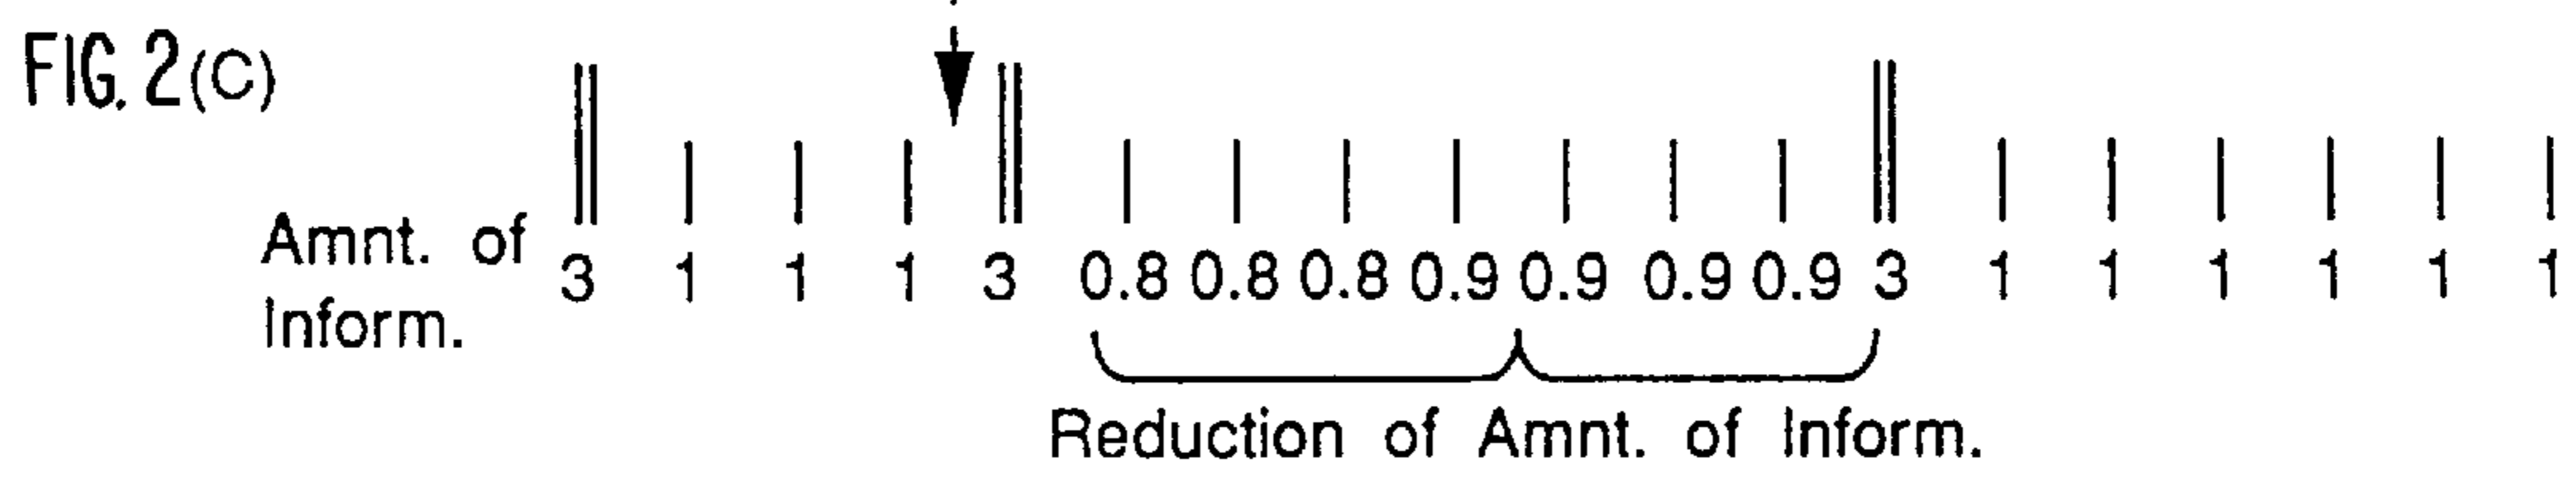 FIG. 2(C)
Amnt. of
Inform.
3 1 1 1 3 0.8 0.8 0.8 0.9 0.9 0.9 0.9 3 1 1 1 1 1 1
Reduction of Amnt. of Inform.